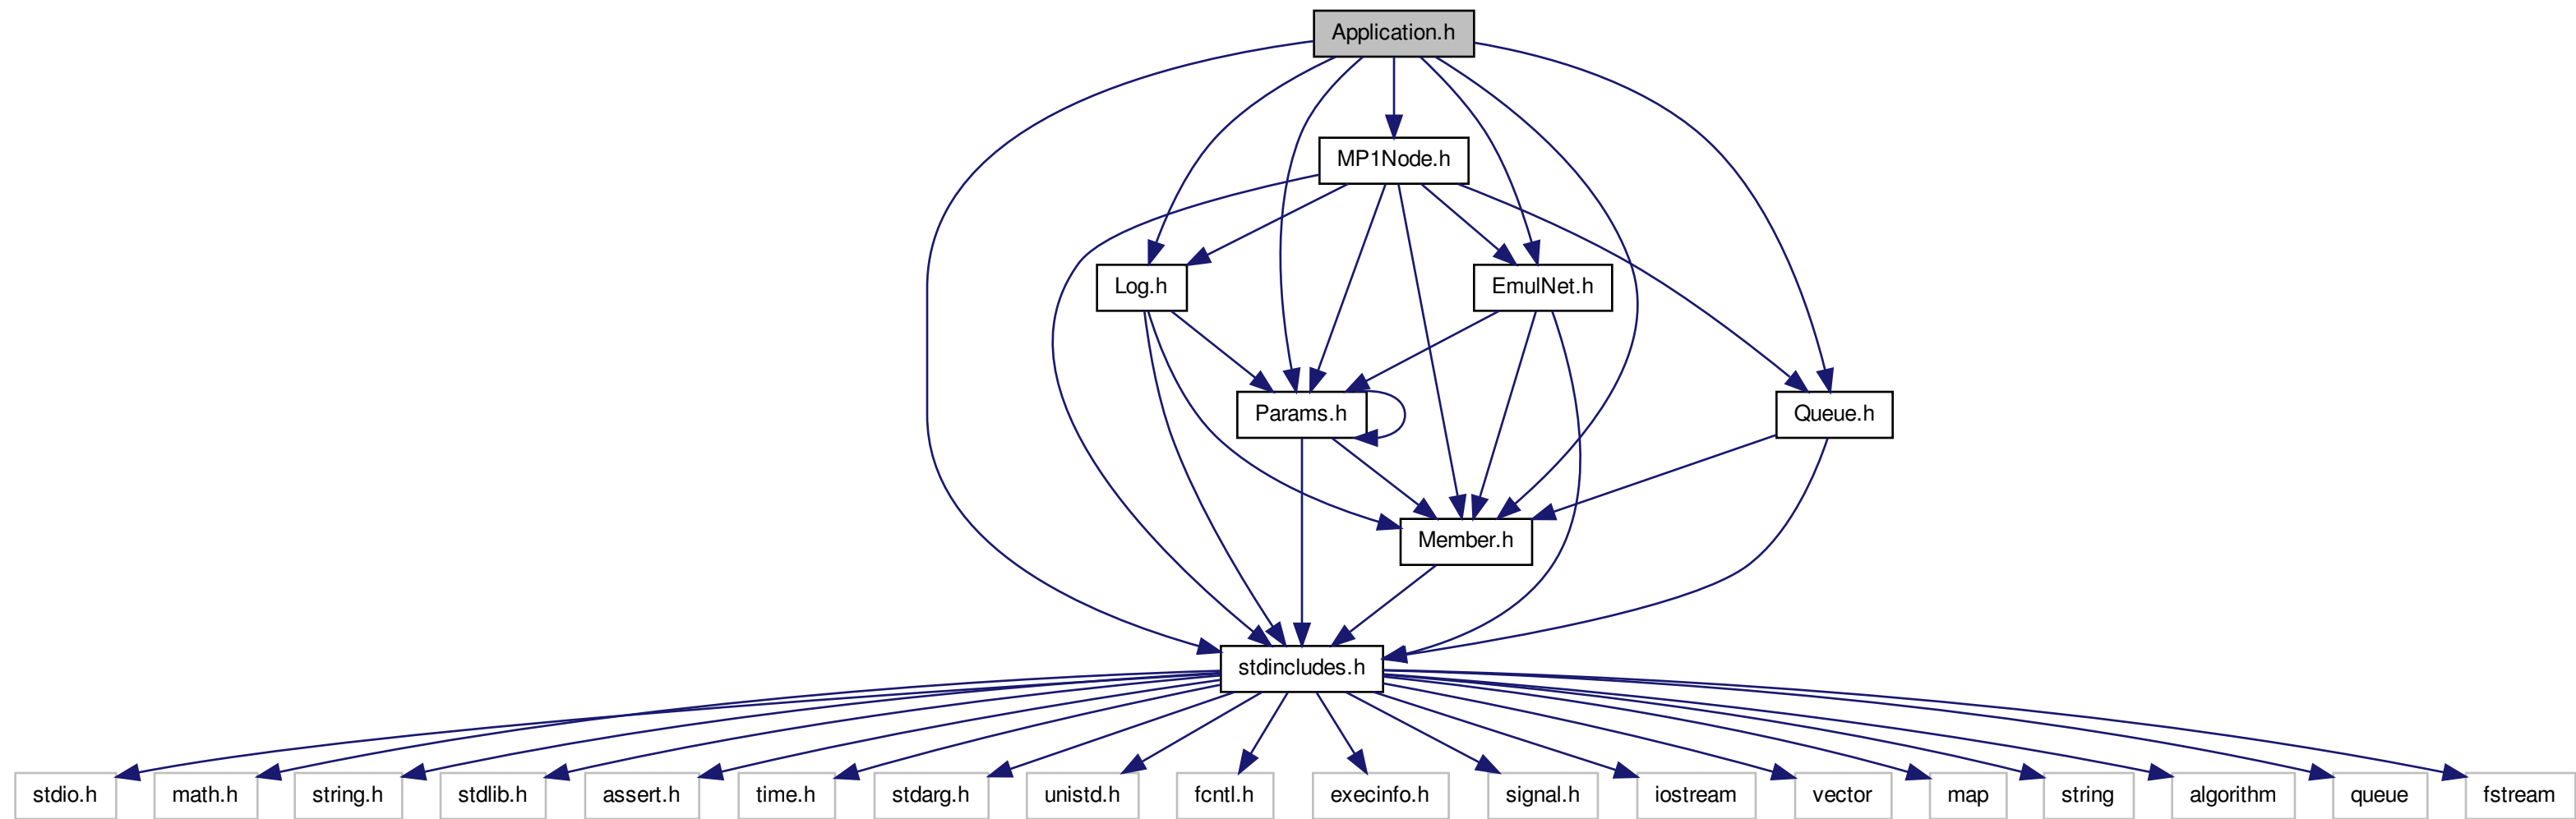 Application.h
MP1Node.h
Log.h
EmulNet.h
Params.h
Queue.h
Member.h
stdincludes.h
stdio.h
math.h
string.h
stdlib.h
assert.h
time.h
stdarg.h
unistd.h
fcntl.h
execinfo.h
signal.h
iostream
vector
map
string
algorithm
queue
fstream